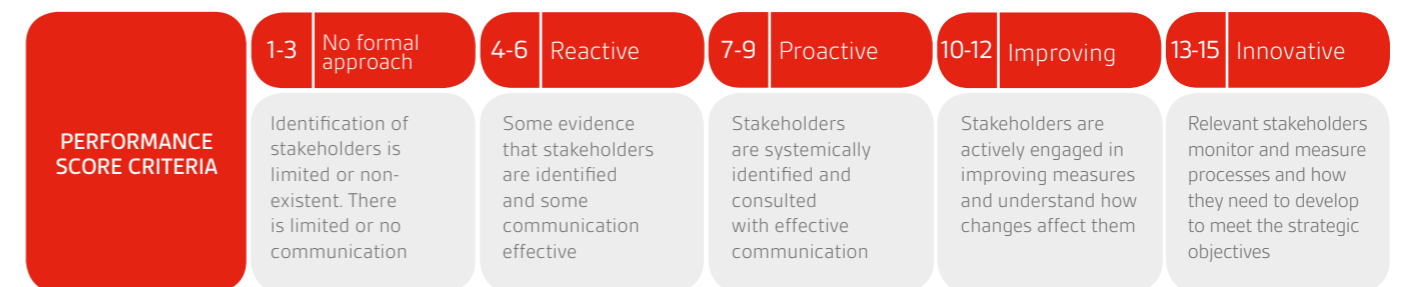 PERFORMANCE
SCORE CRITERIA
1-3
No formal
approach
Identification of
stakeholders is
limited or non-
existent. There
is limited or no
communication
4-6
Reactive
Some evidence
that stakeholders
are identified
and some
communication
effective
7-9
Proactive
Stakeholders
are systemically
identified and
consulted
with effective
communication
10-12
Improving
Stakeholders are
actively engaged in
improving measures
and understand how
changes affect them
13-15
Innovative
Relevant stakeholders
monitor and measure
processes and how
they need to develop
to meet the strategic
objectives